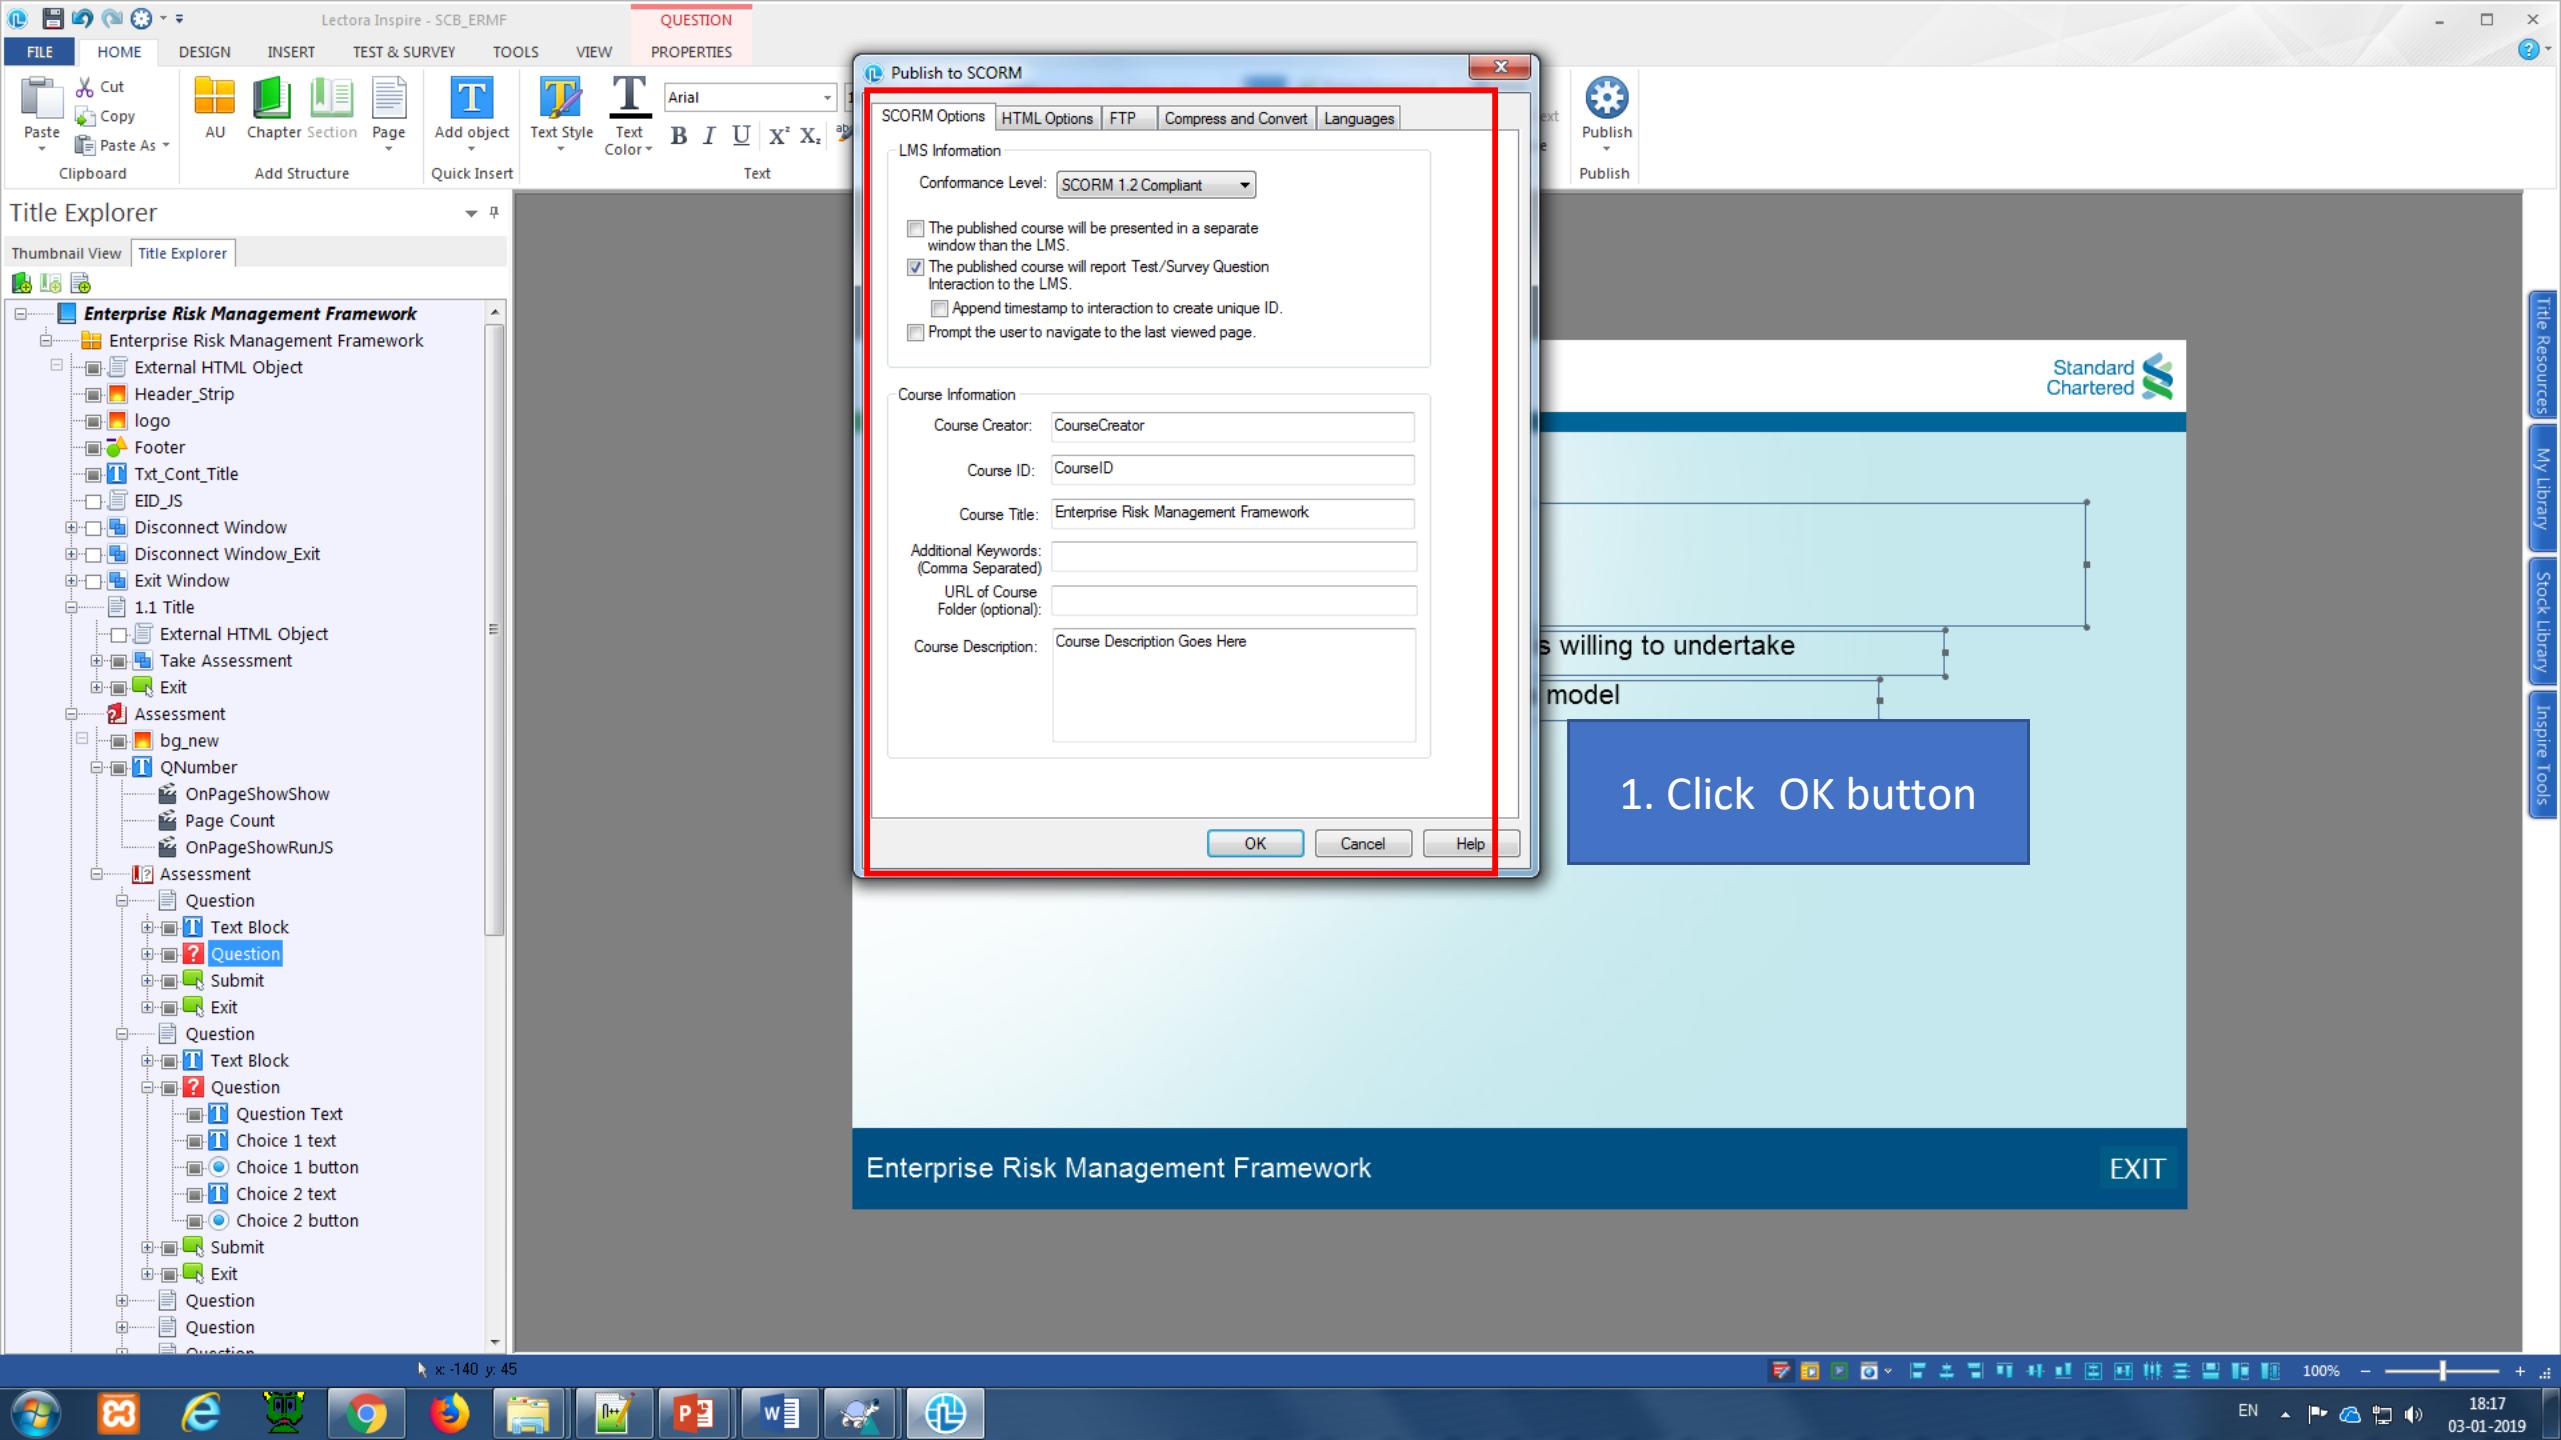 Lectora Inspire - SCB_ERMF
QUESTION
FILE
HOME
DESIGN
INSERT
TEST & SURVEY
TOOLS
VIEW
PROPERTIES
Paste
Cut
Copy
Paste As
Clipboard
AU
Chapter
Section
Page
Add Structure
Add object
Quick Insert
Text Style
Text Color
Arial
B I U X² X₂
Text
Publish
Publish
Title Explorer
Thumbnail View
Title Explorer
Enterprise Risk Management Framework
Enterprise Risk Management Framework
External HTML Object
Header_Strip
logo
Footer
Txt_Cont_Title
EID_JS
Disconnect Window
Disconnect Window_Exit
Exit Window
1.1 Title
External HTML Object
Take Assessment
Exit
Assessment
bg_new
QNumber
OnPageShowShow
Page Count
OnPageShowRunJS
Assessment
Question
Text Block
Question
Submit
Exit
Question
Text Block
Question
Question Text
Choice 1 text
Choice 1 button
Choice 2 text
Choice 2 button
Submit
Exit
Question
Question
Question
Publish to SCORM
SCORM Options
HTML Options
FTP
Compress and Convert
Languages
LMS Information
Conformance Level:
SCORM 1.2 Compliant
The published course will be presented in a separate
window than the LMS.
The published course will report Test/Survey Question
Interaction to the LMS.
Append timestamp to interaction to create unique ID.
Prompt the user to navigate to the last viewed page.
Course Information
Course Creator:
CourseCreator
Course ID:
CourseID
Course Title:
Enterprise Risk Management Framework
Additional Keywords:
(Comma Separated)
URL of Course
Folder (optional):
Course Description:
Course Description Goes Here
OK
Cancel
Help
Standard
Chartered
s willing to undertake
model
1. Click  OK button
Enterprise Risk Management Framework
EXIT
Title Resources
My Library
Stock Library
Inspire Tools
x: -140 y: 45
100%
EN
18:17
03-01-2019